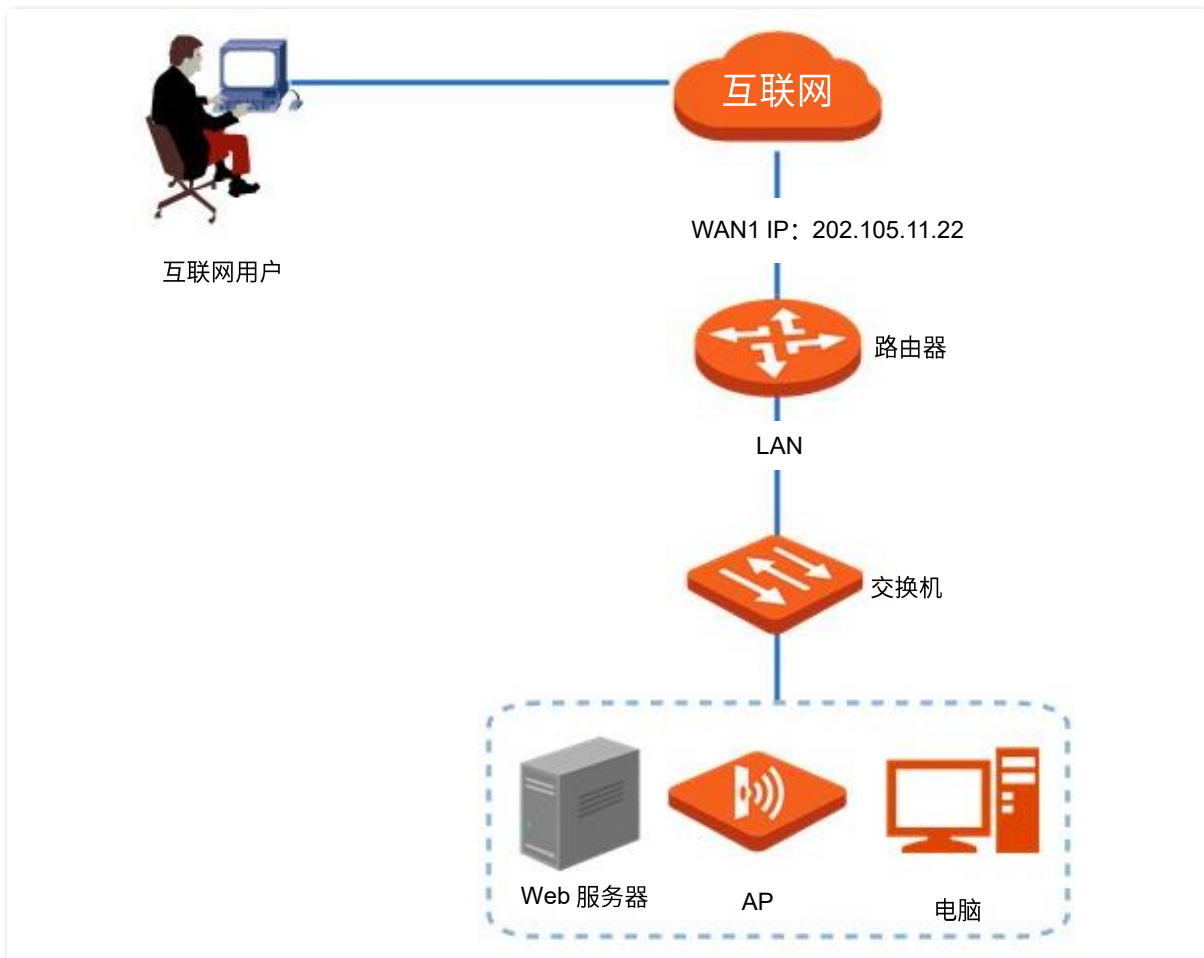 互联网
WAN1 IP：202.105.11.22
互联网用户
路由器
LAN
交换机
Web 服务器
AP
电脑